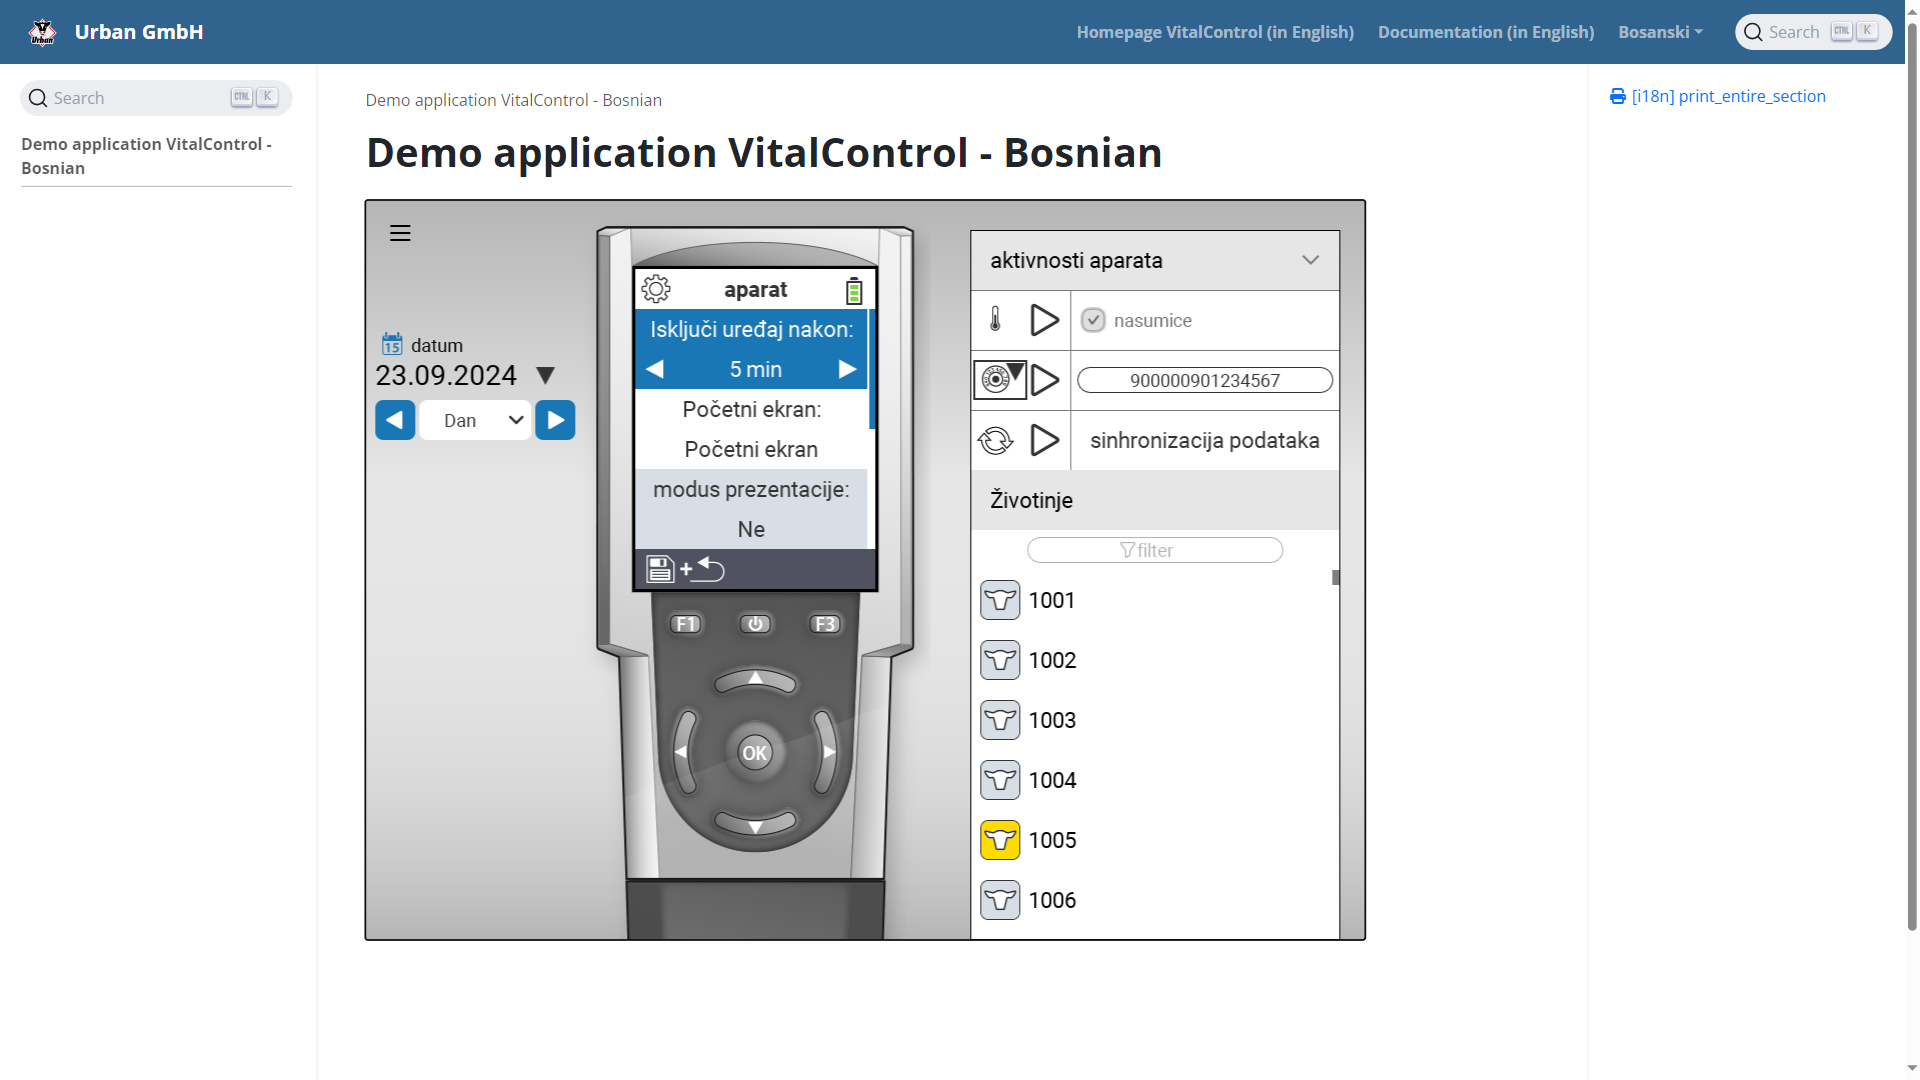 Urban GmbH
Homepage VitalControl (in English)
Documentation (in English)
Bosanski
Search
CTRL K
Search
CTRL K
Demo application VitalControl -
Bosnian
Demo application VitalControl - Bosnian
Demo application VitalControl - Bosnian
[i18n] print_entire_section
15 datum
23.09.2024
Dan
aparat
Isključi uređaj nakon:
5 min
Početni ekran:
Početni ekran
modus prezentacije:
Ne
+
F1
F3
OK
aktivnosti aparata
nasumice
900000901234567
sinhronizacija podataka
Životinje
filter
1001
1002
1003
1004
1005
1006